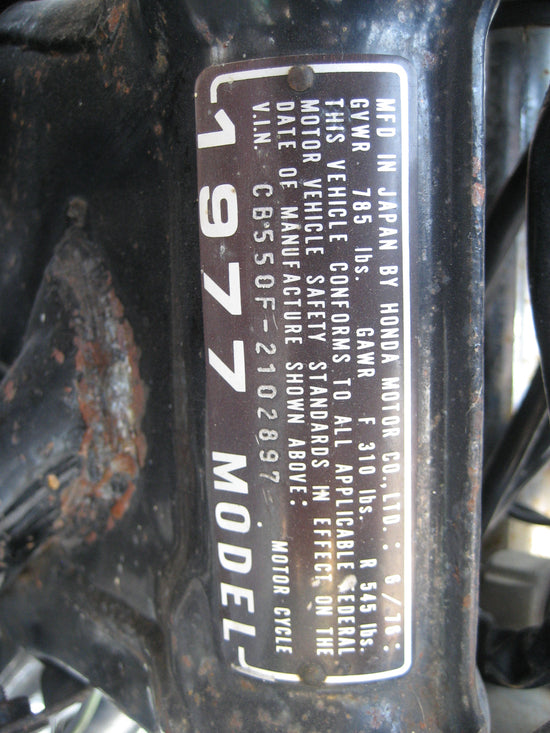 MFD IN JAPAN BY HONDA MOTOR CO.,LTD.: 8/76:
GVWR 785 lbs. GAWR F 310 lbs. R 545 lbs.
THIS VEHICLE CONFORMS TO ALL APPLICABLE FEDERAL
MOTOR VEHICLE SAFETY STANDARDS IN EFFECT ON THE
DATE OF MANUFACTURE SHOWN ABOVE:
V.I.N CB550F-2102897- MOTOR CYCLE
1977 MODEL